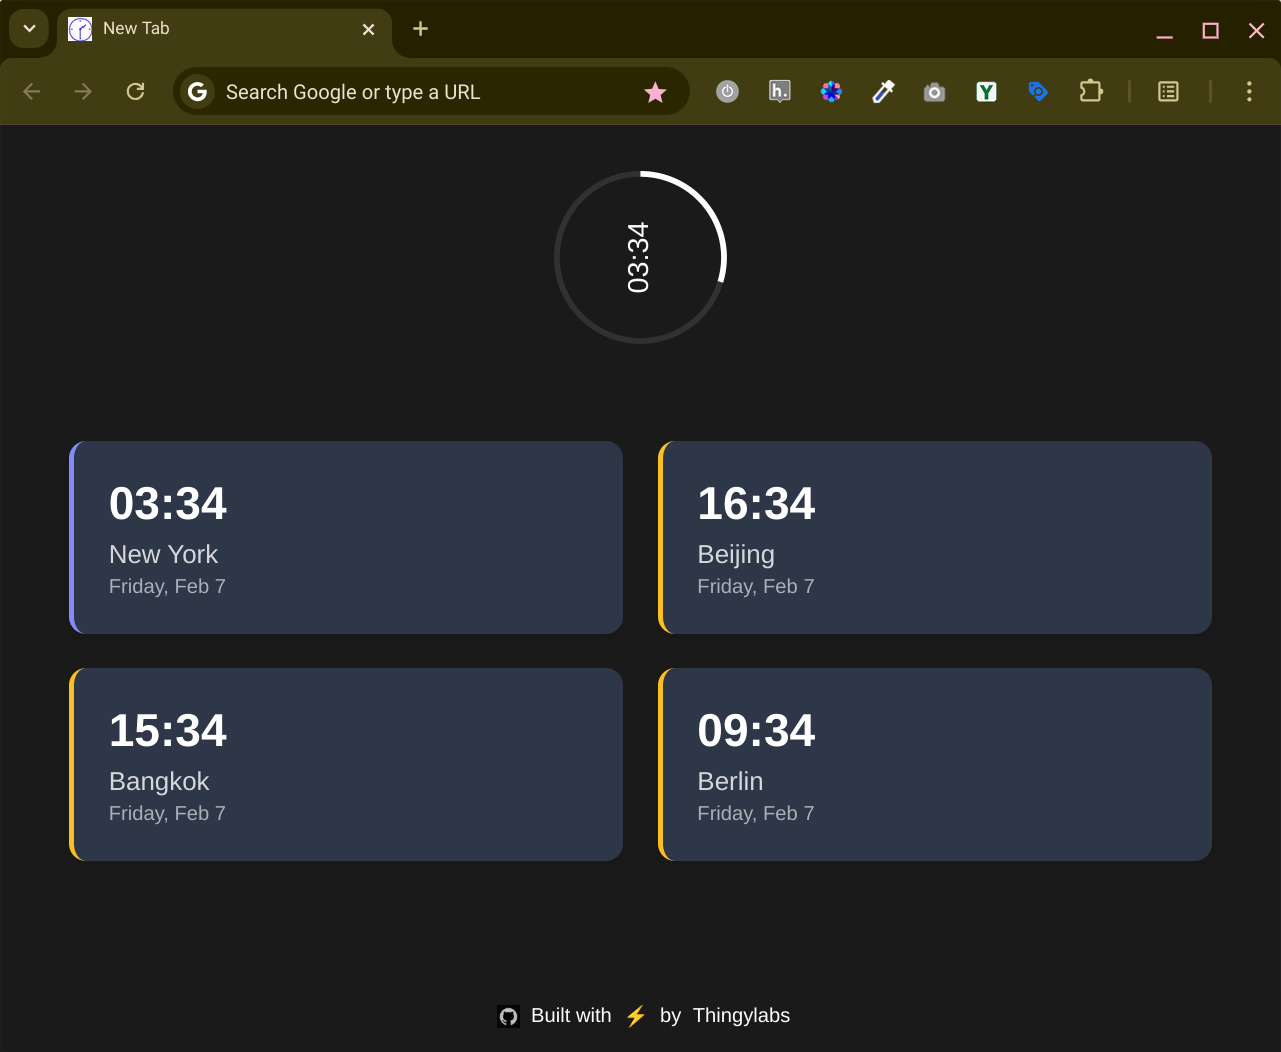 New Tab
Search Google or type a URL
h.
Y
03:34
03:34
New York
Friday, Feb 7
16:34
Beijing
Friday, Feb 7
15:34
Bangkok
Friday, Feb 7
09:34
Berlin
Friday, Feb 7
Built with ⚡ by Thingylabs